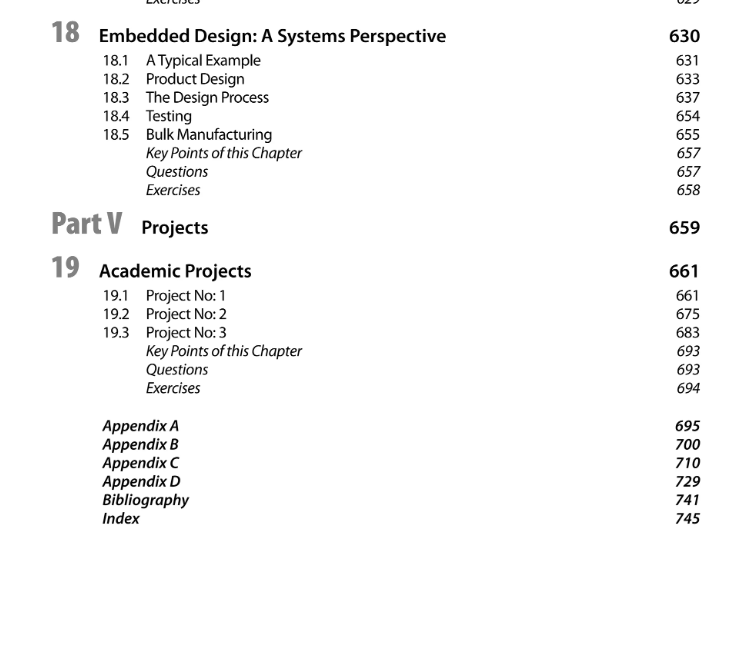 Exercises 629
18 Embedded Design: A Systems Perspective 630
18.1 A Typical Example 631
18.2 Product Design 633
18.3 The Design Process 637
18.4 Testing 654
18.5 Bulk Manufacturing 655
Key Points of this Chapter 657
Questions 657
Exercises 658
Part V Projects 659
19 Academic Projects 661
19.1 Project No: 1 661
19.2 Project No: 2 675
19.3 Project No: 3 683
Key Points of this Chapter 693
Questions 693
Exercises 694
Appendix A 695
Appendix B 700
Appendix C 710
Appendix D 729
Bibliography 741
Index 745